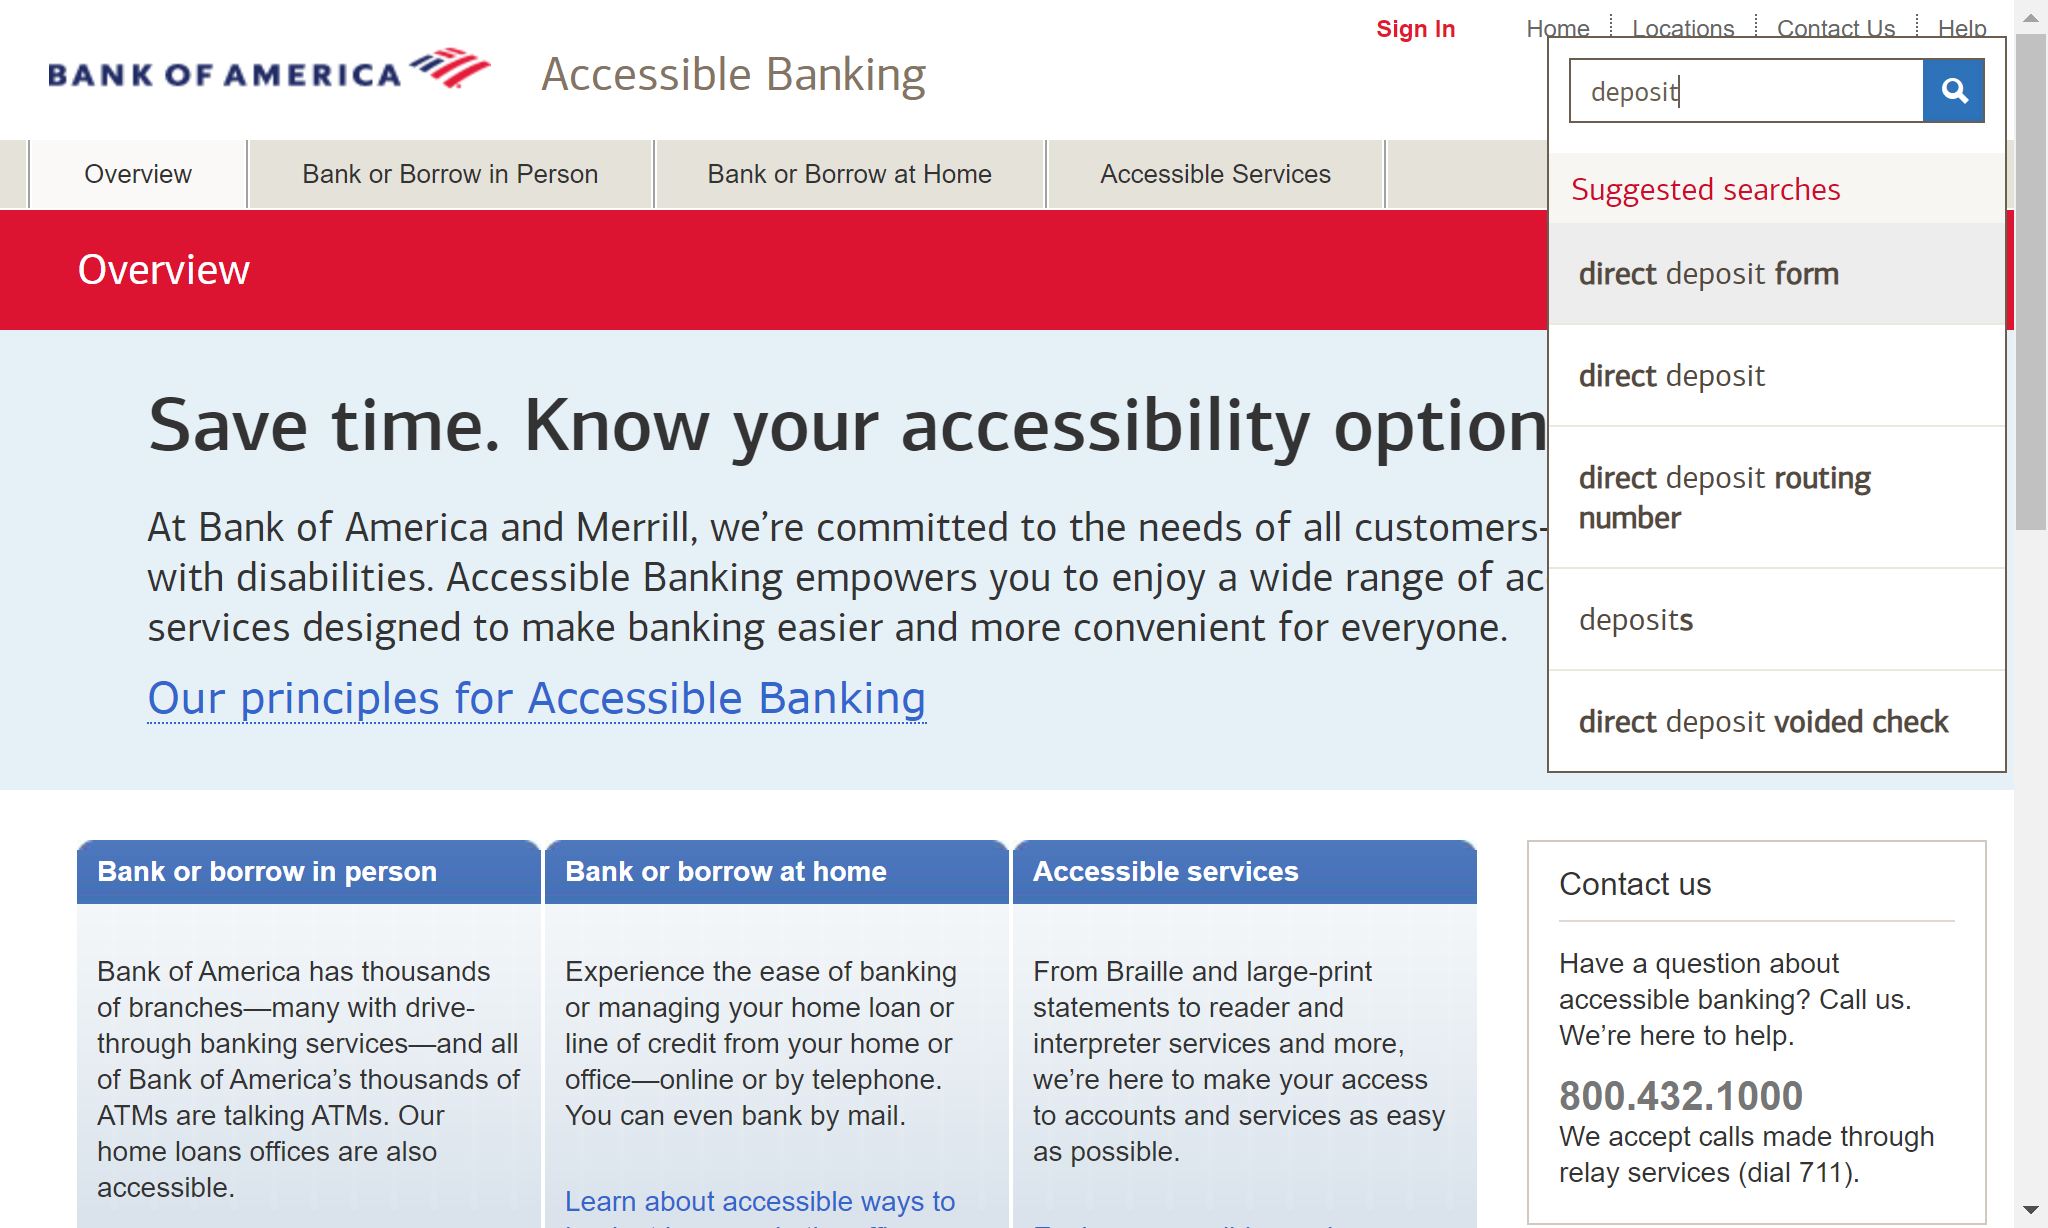 Sign In
Home
Locations
Contact Us
Help
BANK OF AMERICA
Accessible Banking
deposit
Overview
Bank or Borrow in Person
Bank or Borrow at Home
Accessible Services
Suggested searches
direct deposit form
direct deposit
direct deposit routing
number
deposits
direct deposit voided check
Overview
Save time. Know your accessibility option
At Bank of America and Merrill, we’re committed to the needs of all customers-
with disabilities. Accessible Banking empowers you to enjoy a wide range of ac
services designed to make banking easier and more convenient for everyone.
Our principles for Accessible Banking
Bank or borrow in person
Bank of America has thousands
of branches—many with drive-
through banking services—and all
of Bank of America’s thousands of
ATMs are talking ATMs. Our
home loans offices are also
accessible.
Bank or borrow at home
Experience the ease of banking
or managing your home loan or
line of credit from your home or
office—online or by telephone.
You can even bank by mail.
Learn about accessible ways to
Accessible services
From Braille and large-print
statements to reader and
interpreter services and more,
we’re here to make your access
to accounts and services as easy
as possible.
Contact us
Have a question about
accessible banking? Call us.
We’re here to help.
800.432.1000
We accept calls made through
relay services (dial 711).